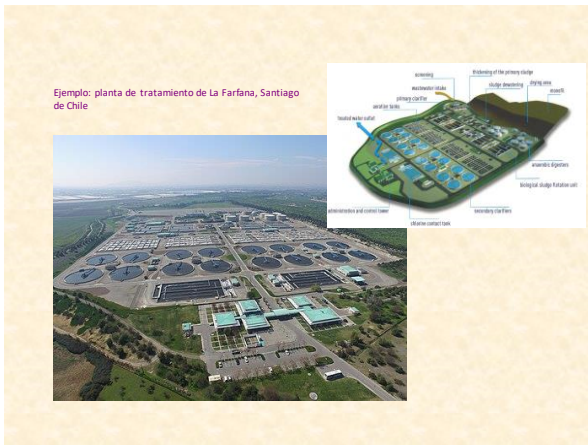 Ejemplo: planta de tratamiento de La Farfana, Santiago
de Chile
screening
thickening of the primary sludge
wastewater intake
sludge dewatering
drying area
primary clarifier
monofill
aeration tanks
treated water outlet
anaerobic digesters
biological sludge flotation unit
administration and control tower
secondary clarifiers
chlorine contact tank